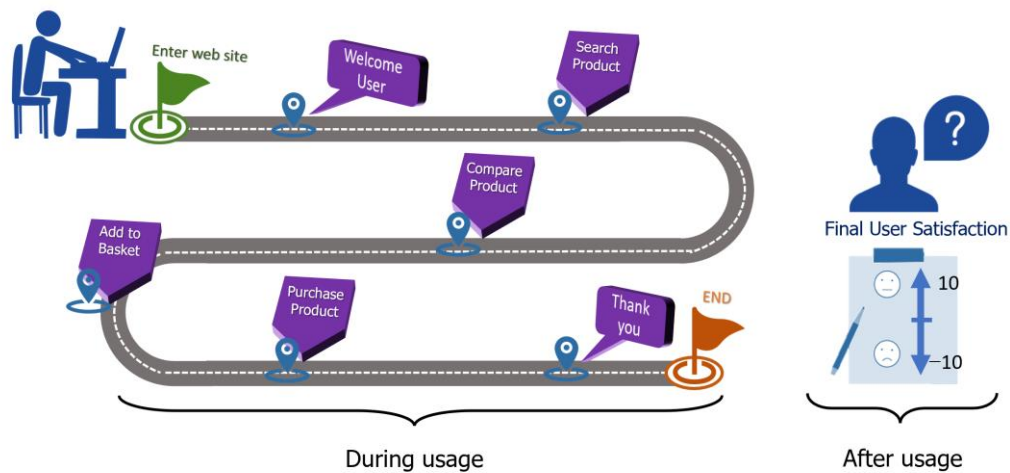 Enter web site
Welcome
User
Search
Product
Compare
Product
Add to
Basket
Purchase
Product
Thank
you
END
?
Final User Satisfaction
10
−10
During usage
After usage